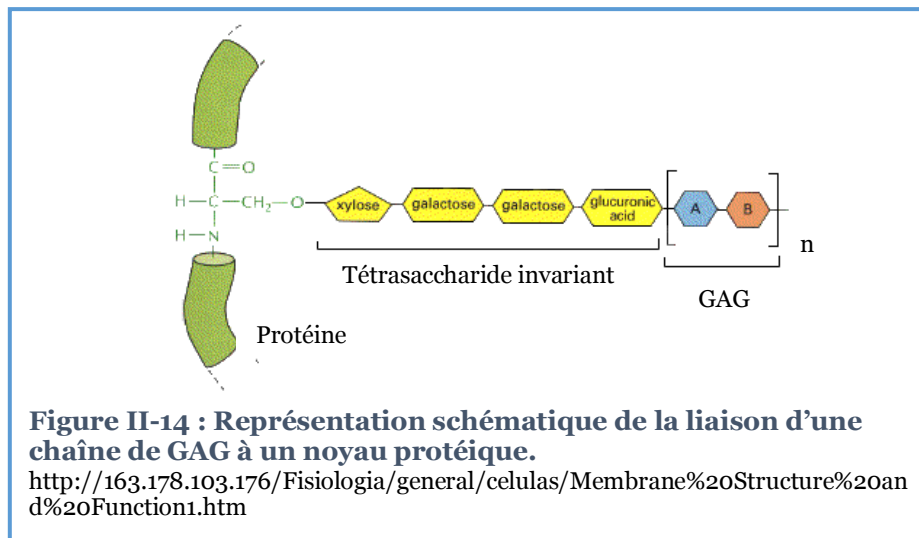 C=O
H—C—CH₂—O
xylose
galactose
galactose
glucuronic
acid
A
B
n
H—N
Tétrasaccharide invariant
GAG
Protéine
Figure II-14 : Représentation schématique de la liaison d’une
chaîne de GAG à un noyau protéique.
http://163.178.103.176/Fisiologia/general/celulas/Membrane%20Structure%20an
d%20Function1.htm